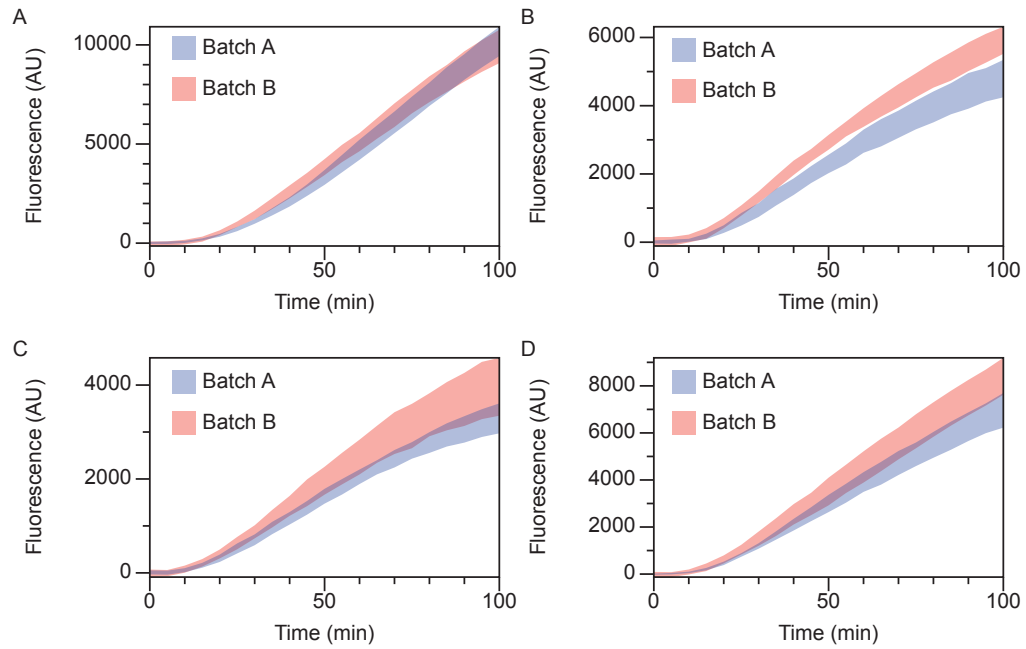 A
Fluorescence (AU)
10000
5000
0
Batch A
Batch B
0
50
100
Time (min)
B
Fluorescence (AU)
6000
4000
2000
0
Batch A
Batch B
0
50
100
Time (min)
C
Fluorescence (AU)
4000
2000
0
Batch A
Batch B
0
50
100
Time (min)
D
Fluorescence (AU)
8000
6000
4000
2000
0
Batch A
Batch B
0
50
100
Time (min)